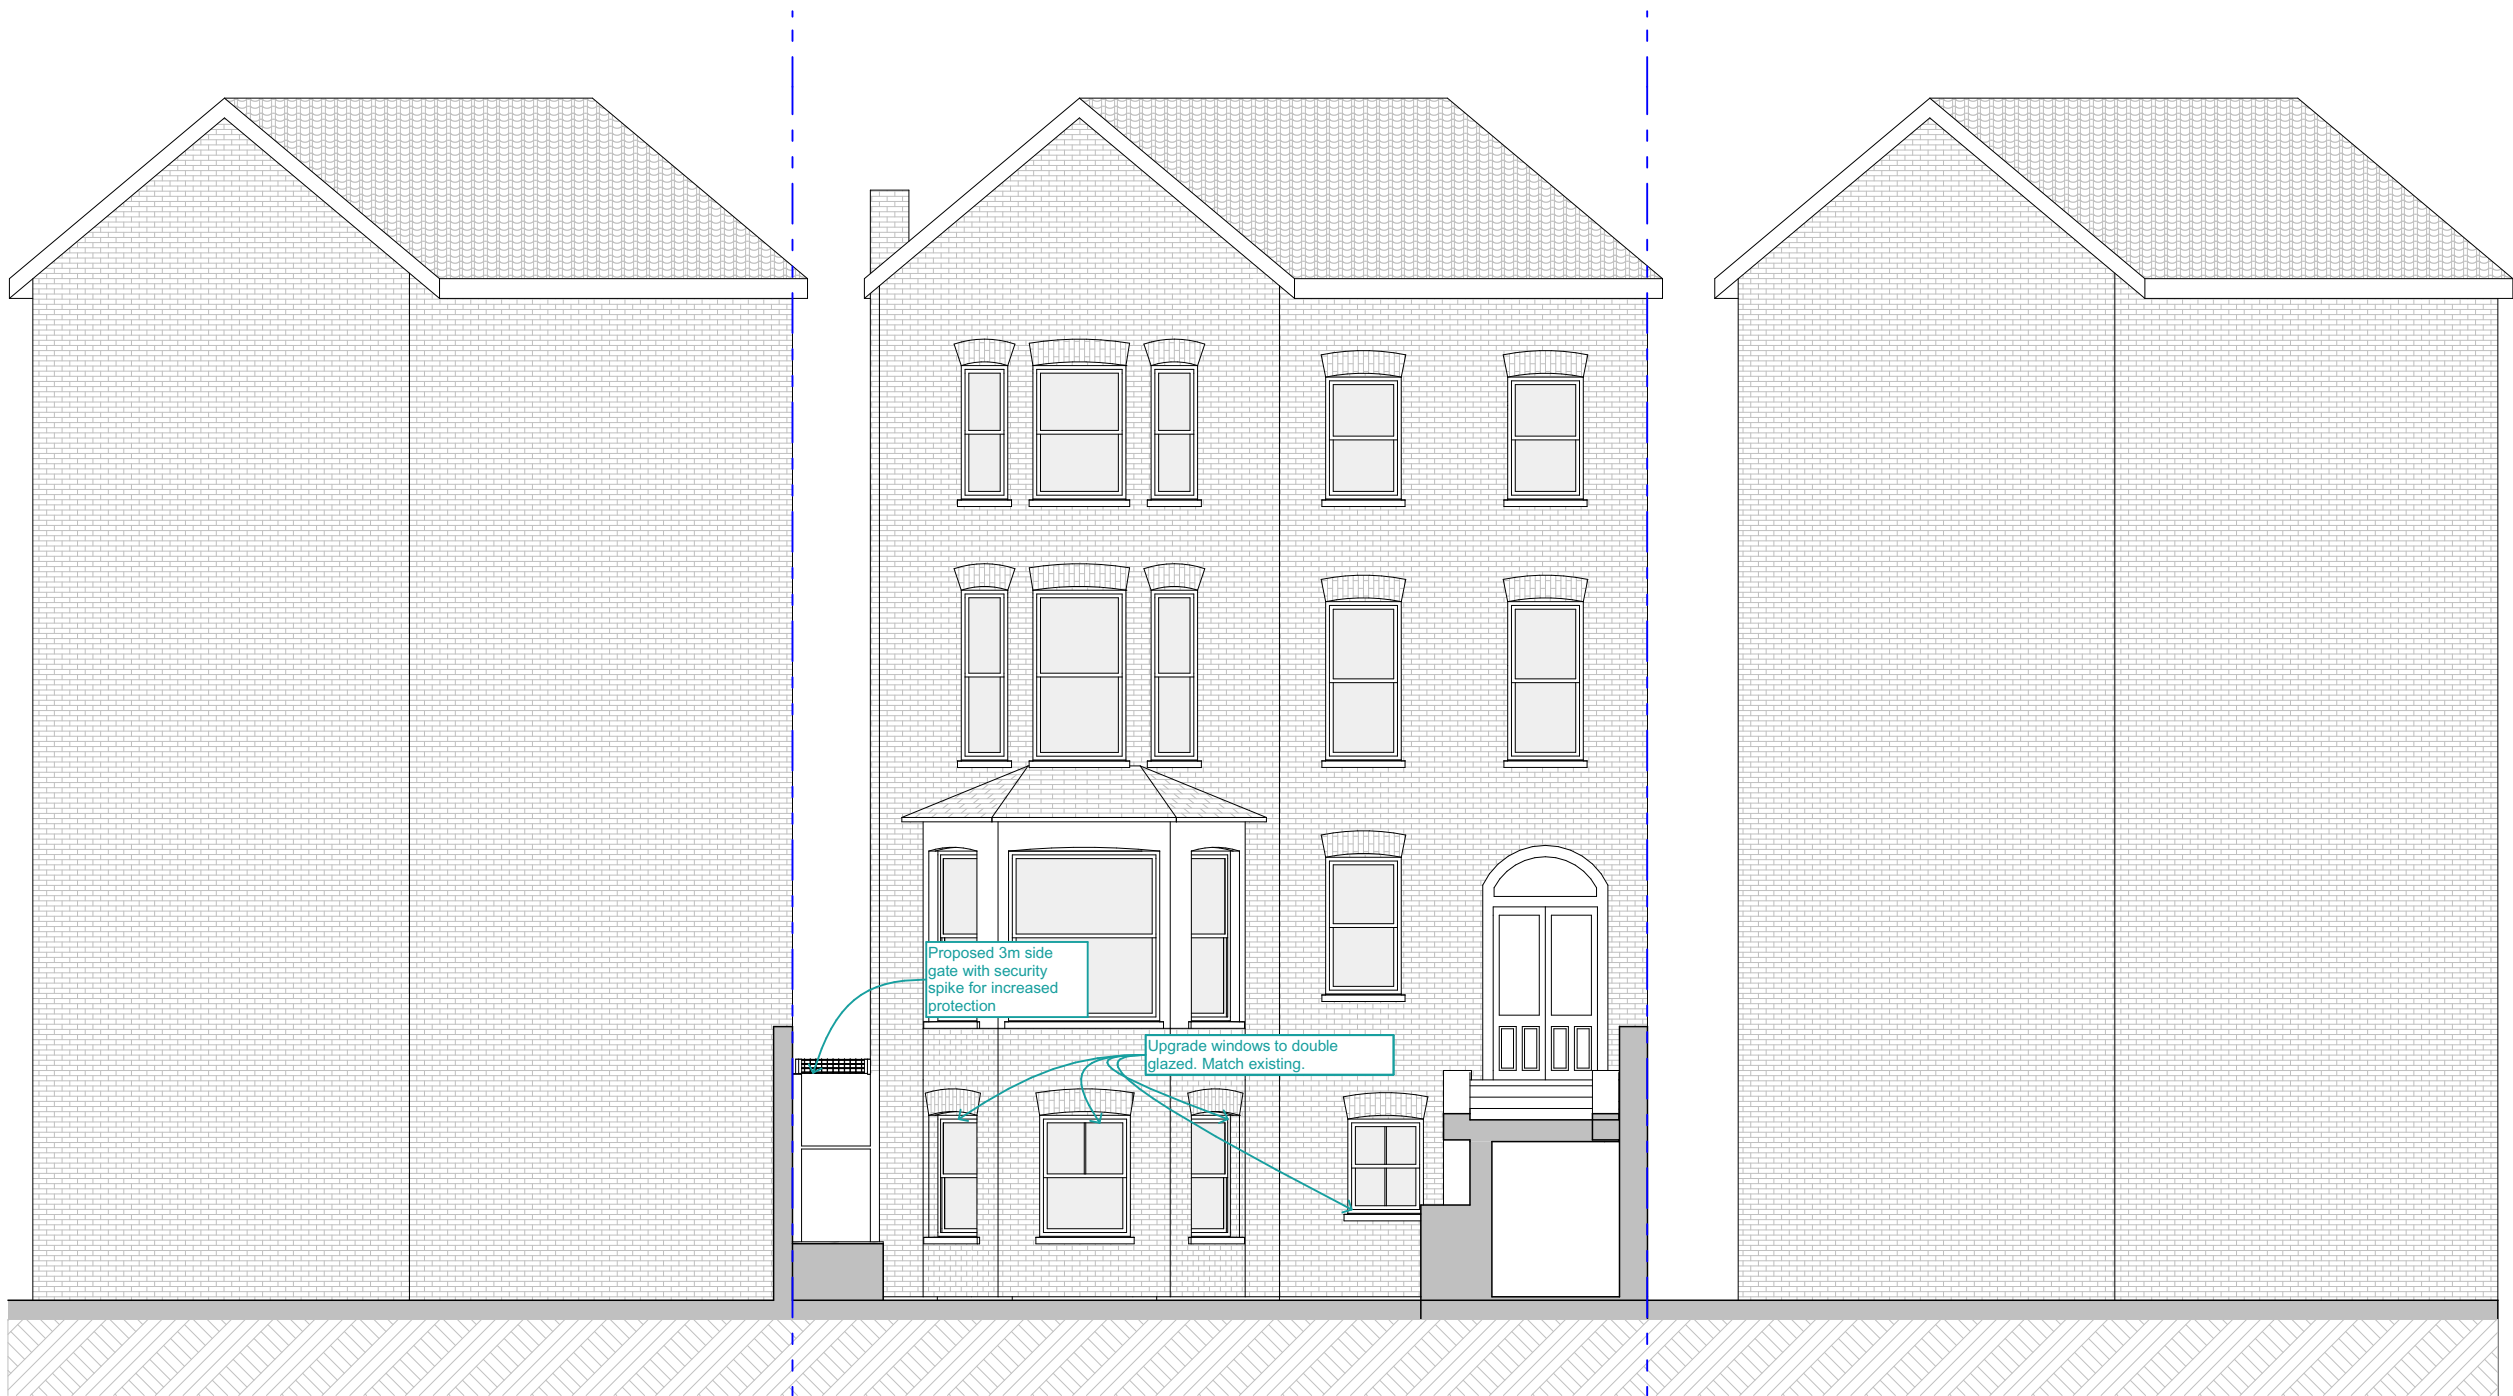 Proposed 3m side
gate with security
spike for increased
protection
Upgrade windows to double
glazed. Match existing.